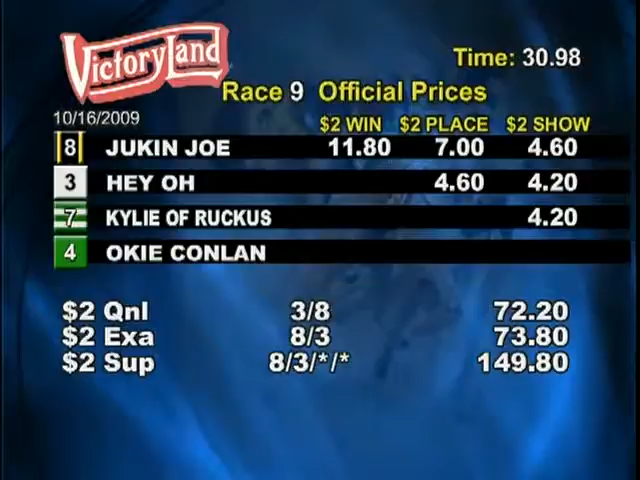 VictoryLand
Time: 30.98
Race 9 Official Prices
10/16/2009
$2 WIN $2 PLACE $2 SHOW
8 JUKIN JOE 11.80 7.00 4.60
3 HEY OH 4.60 4.20
7 KYLIE OF RUCKUS 4.20
4 OKIE CONLAN
$2 Qnl 3/8 72.20
$2 Exa 8/3 73.80
$2 Sup 8/3/*/* 149.80